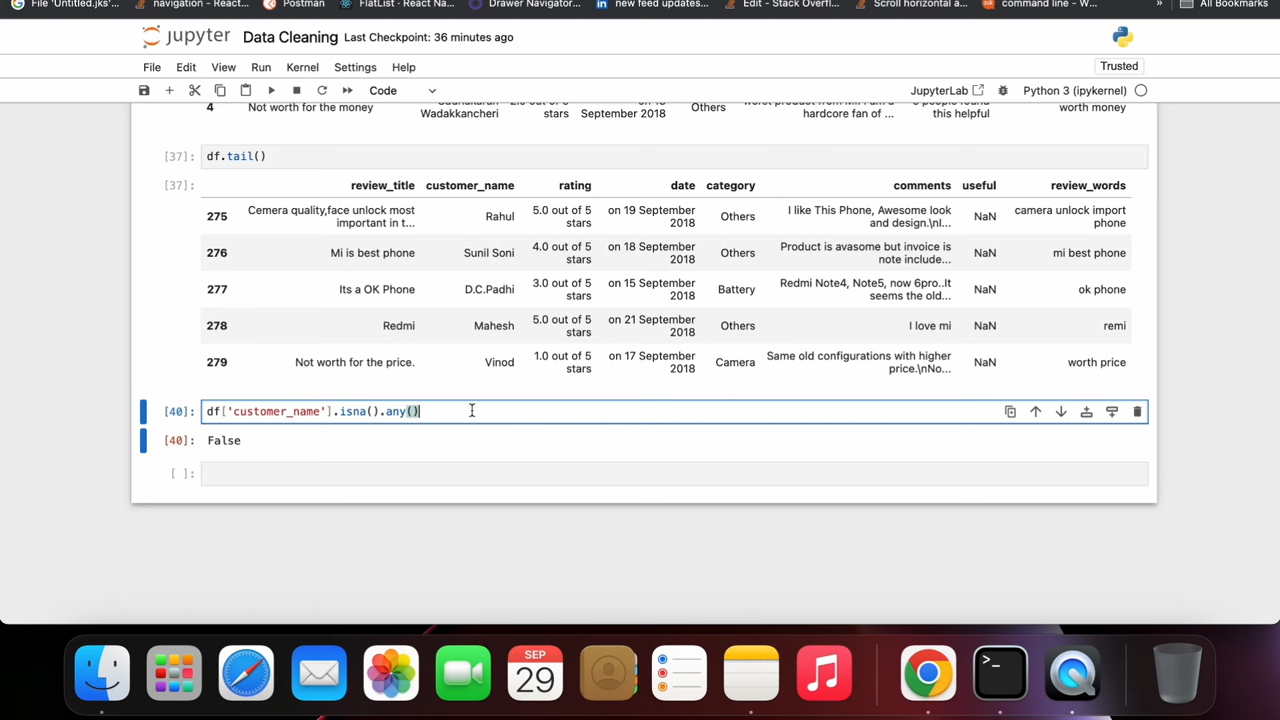 File 'Untitled.jks'... navigation - React... Postman FlatList · React Na... Drawer Navigator... new feed updates... Edit - Stack Overfl... Scroll horizontal a... command line - W... » All Bookmarks
jupyter Data Cleaning Last Checkpoint: 36 minutes ago
File Edit View Run Kernel Settings Help Trusted
Code JupyterLab Python 3 (ipykernel)
4 Not worth for the money Wadakkancheri stars September 2018 Others hardcore fan of ... this helpful worth money
[37]: df.tail()
[37]: review_title customer_name rating date category comments useful review_words
275 Cemera quality,face unlock most important in t... Rahul 5.0 out of 5 stars on 19 September 2018 Others I like This Phone, Awesome look and design.\nI... NaN camera unlock import phone
276 Mi is best phone Sunil Soni 4.0 out of 5 stars on 18 September 2018 Others Product is avasome but invoice is note include... NaN mi best phone
277 Its a OK Phone D.C.Padhi 3.0 out of 5 stars on 15 September 2018 Battery Redmi Note4, Note5, now 6pro..It seems the old... NaN ok phone
278 Redmi Mahesh 5.0 out of 5 stars on 21 September 2018 Others I love mi NaN remi
279 Not worth for the price. Vinod 1.0 out of 5 stars on 17 September 2018 Camera Same old configurations with higher price.\nNo... NaN worth price
[40]: df['customer_name'].isna().any()
[40]: False
[ ]:
SEP
29